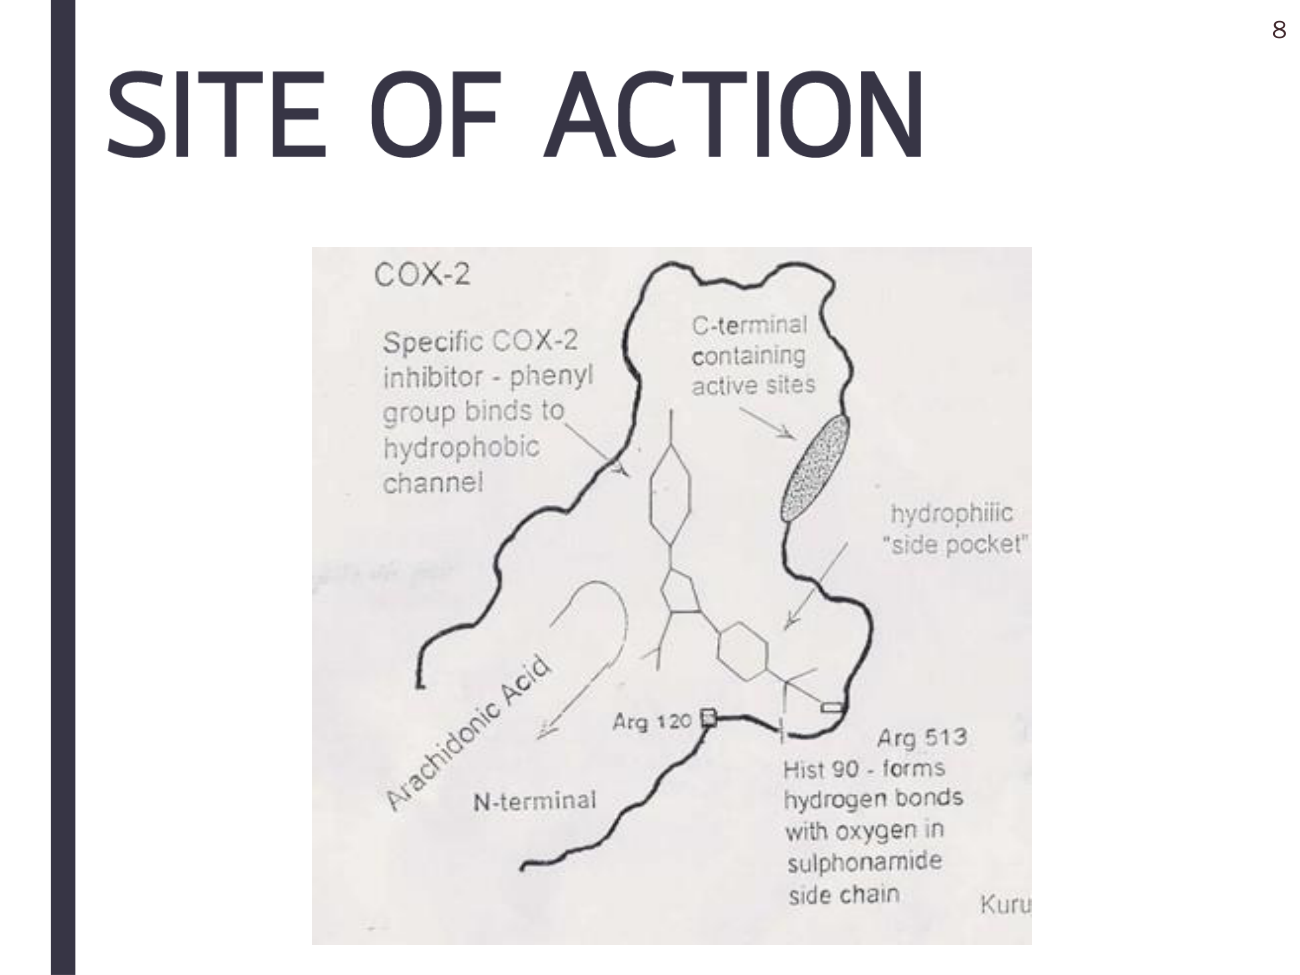 8
SITE OF ACTION
COX-2
Specific COX-2
inhibitor - phenyl
group binds to
hydrophobic
channel
C-terminal
containing
active sites
hydrophilic
"side pocket"
Arachidonic Acid
Arg 120
N-terminal
Arg 513
Hist 90 - forms
hydrogen bonds
with oxygen in
sulphonamide
side chain
Kuru